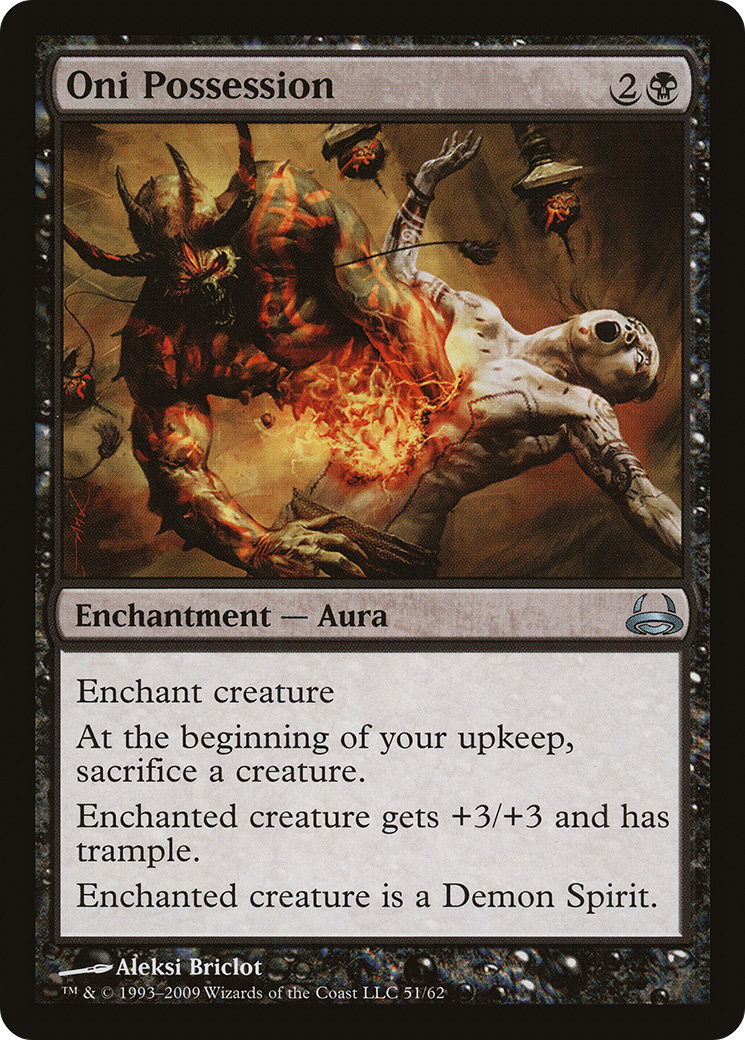 Oni Possession 2
Enchantment — Aura
Enchant creature
At the beginning of your upkeep,
sacrifice a creature.
Enchanted creature gets +3/+3 and has
trample.
Enchanted creature is a Demon Spirit.
Aleksi Briclot
™ & © 1993–2009 Wizards of the Coast LLC 51/62